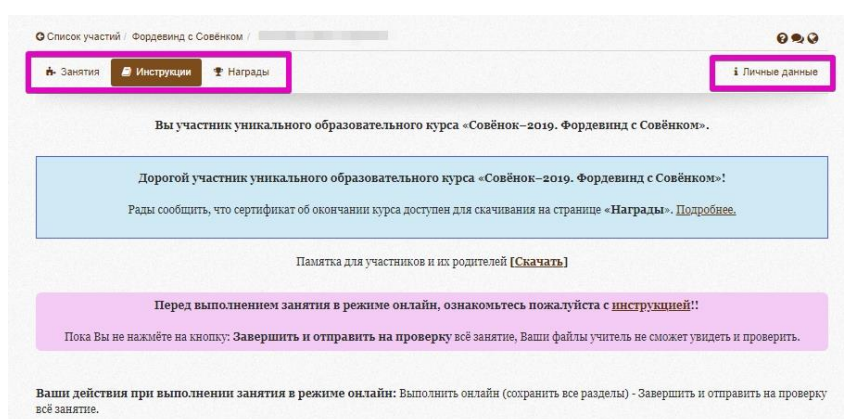 Список участий / Фордевинд с Совёнком /
Занятия Инструкции Награды Личные данные
Вы участник уникального образовательного курса «Совёнок–2019. Фордевинд с Совёнком».
Дорогой участник уникального образовательного курса «Совёнок–2019. Фордевинд с Совёнком»!
Рады сообщить, что сертификат об окончании курса доступен для скачивания на странице «Награды». Подробнее.
Памятка для участников и их родителей [Скачать]
Перед выполнением занятия в режиме онлайн, ознакомьтесь пожалуйста с инструкцией!!
Пока Вы не нажмёте на кнопку: Завершить и отправить на проверку всё занятие, Ваши файлы учитель не сможет увидеть и проверить.
Ваши действия при выполнении занятия в режиме онлайн: Выполнить онлайн (сохранить все разделы) - Завершить и отправить на проверку
всё занятие.